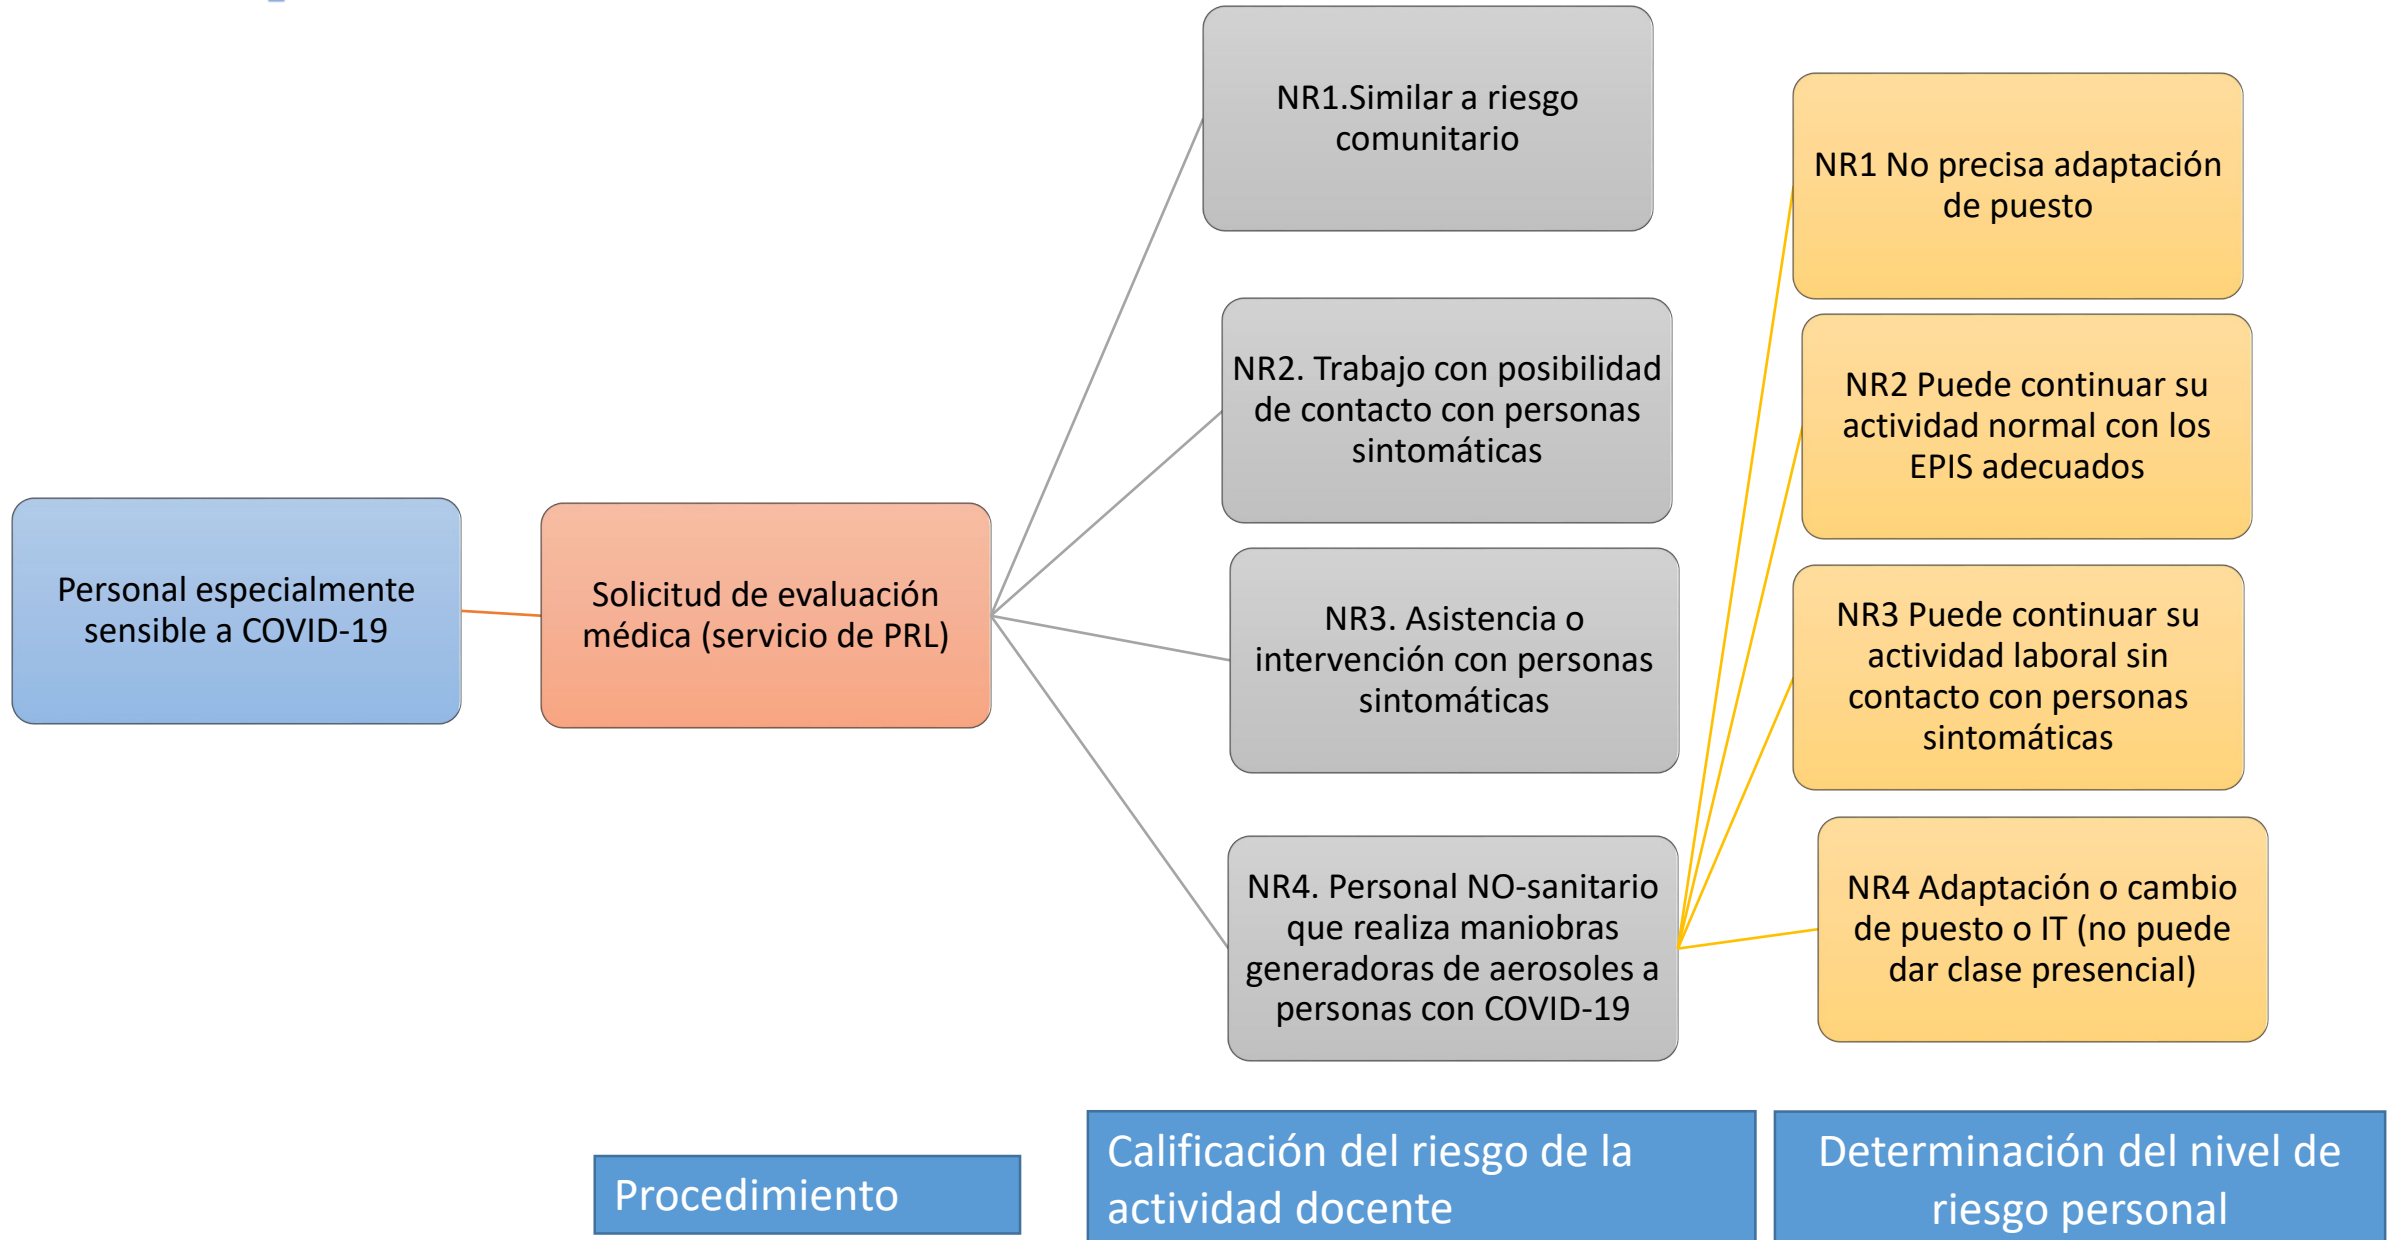 Personal especialmente
sensible a COVID-19
Solicitud de evaluación
médica (servicio de PRL)
NR1.Similar a riesgo
comunitario
NR2. Trabajo con posibilidad
de contacto con personas
sintomáticas
NR3. Asistencia o
intervención con personas
sintomáticas
NR4. Personal NO-sanitario
que realiza maniobras
generadoras de aerosoles a
personas con COVID-19
NR1 No precisa adaptación
de puesto
NR2 Puede continuar su
actividad normal con los
EPIS adecuados
NR3 Puede continuar su
actividad laboral sin
contacto con personas
sintomáticas
NR4 Adaptación o cambio
de puesto o IT (no puede
dar clase presencial)
Procedimiento
Calificación del riesgo de la
actividad docente
Determinación del nivel de
riesgo personal